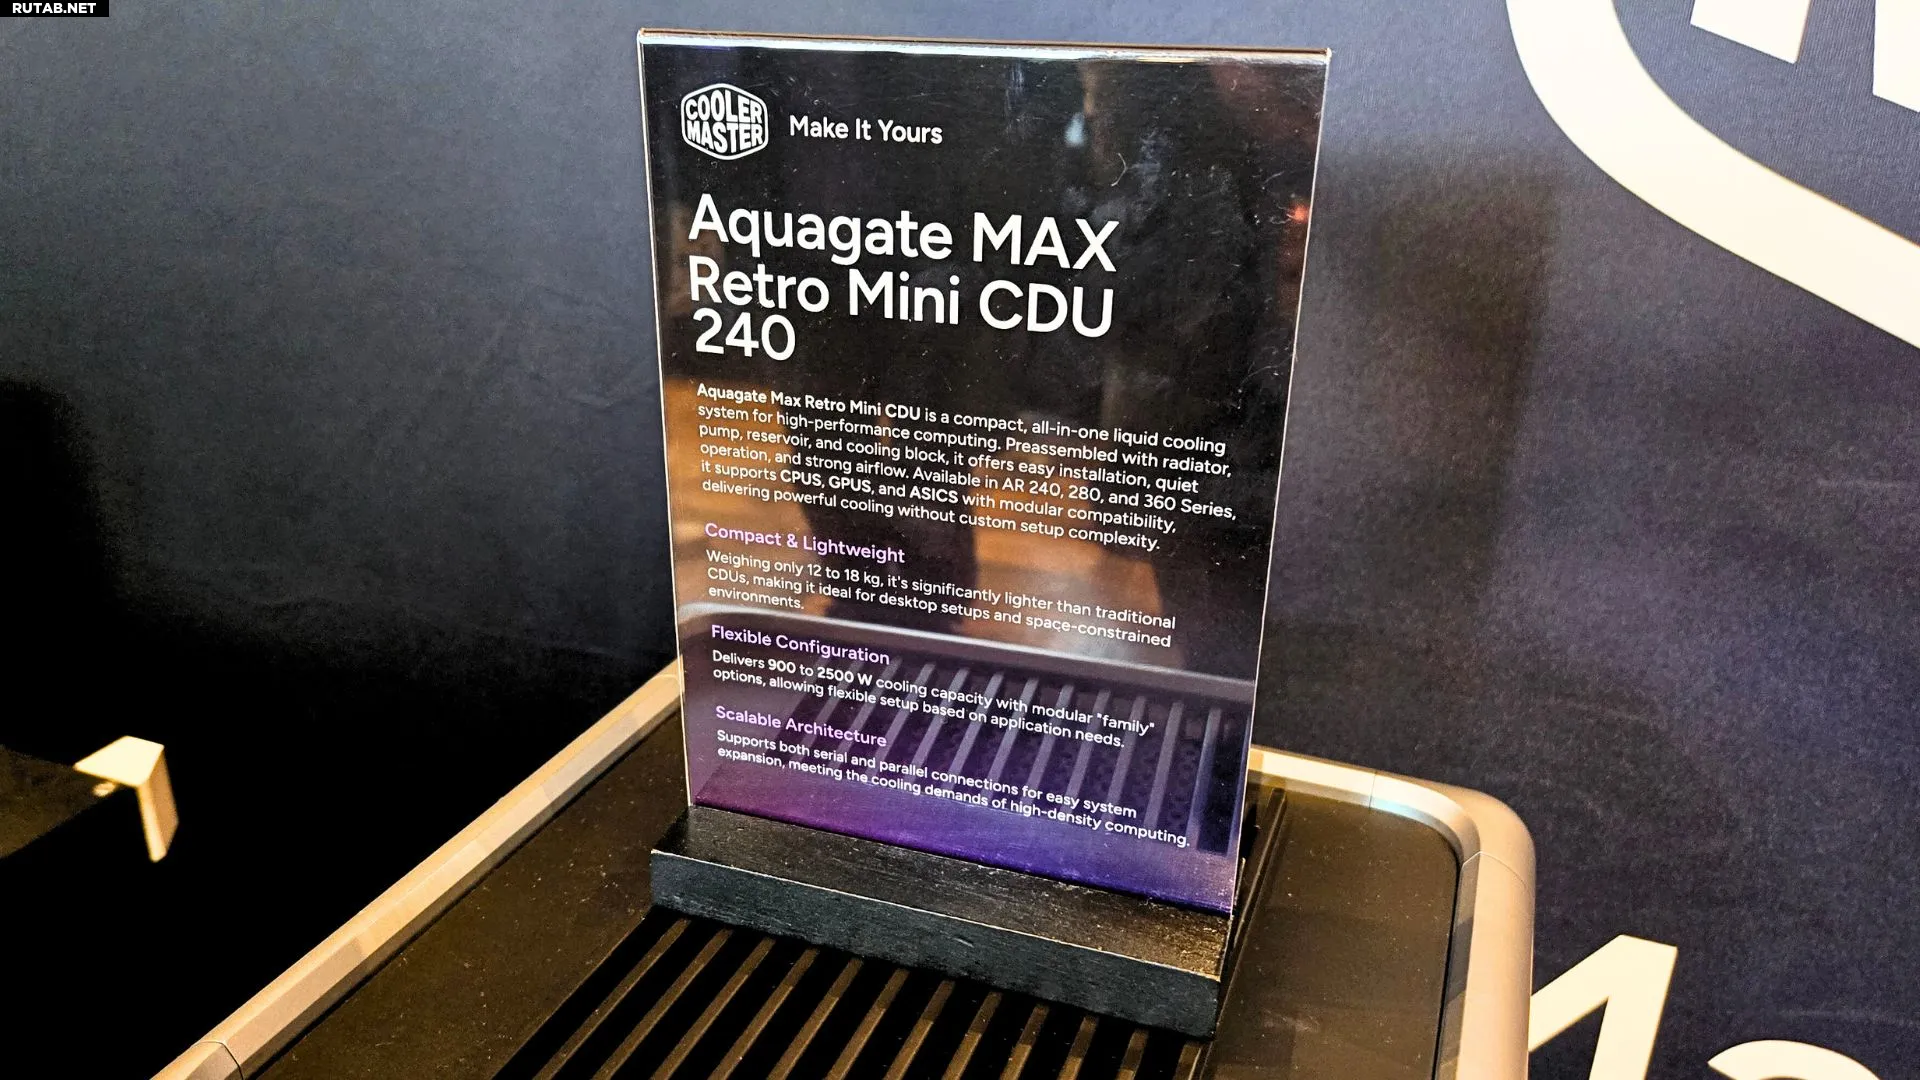 RUTAB.NET
COOLER
MASTER
Make It Yours
Aquagate MAX
Retro Mini CDU
240
Aquagate Max Retro Mini CDU is a compact, all-in-one liquid cooling
system for high-performance computing. Preassembled with radiator,
pump, reservoir, and cooling block, it offers easy installation, quiet
operation, and strong airflow. Available in AR 240, 280, and 360 Series,
it supports CPUS, GPUS, and ASICS with modular compatibility,
delivering powerful cooling without custom setup complexity.
Compact & Lightweight
Weighing only 12 to 18 kg, it's significantly lighter than traditional
CDUs, making it ideal for desktop setups and space-constrained
environments.
Flexible Configuration
Delivers 900 to 2500 W cooling capacity with modular "family"
options, allowing flexible setup based on application needs.
Scalable Architecture
Supports both serial and parallel connections for easy system
expansion, meeting the cooling demands of high-density computing.